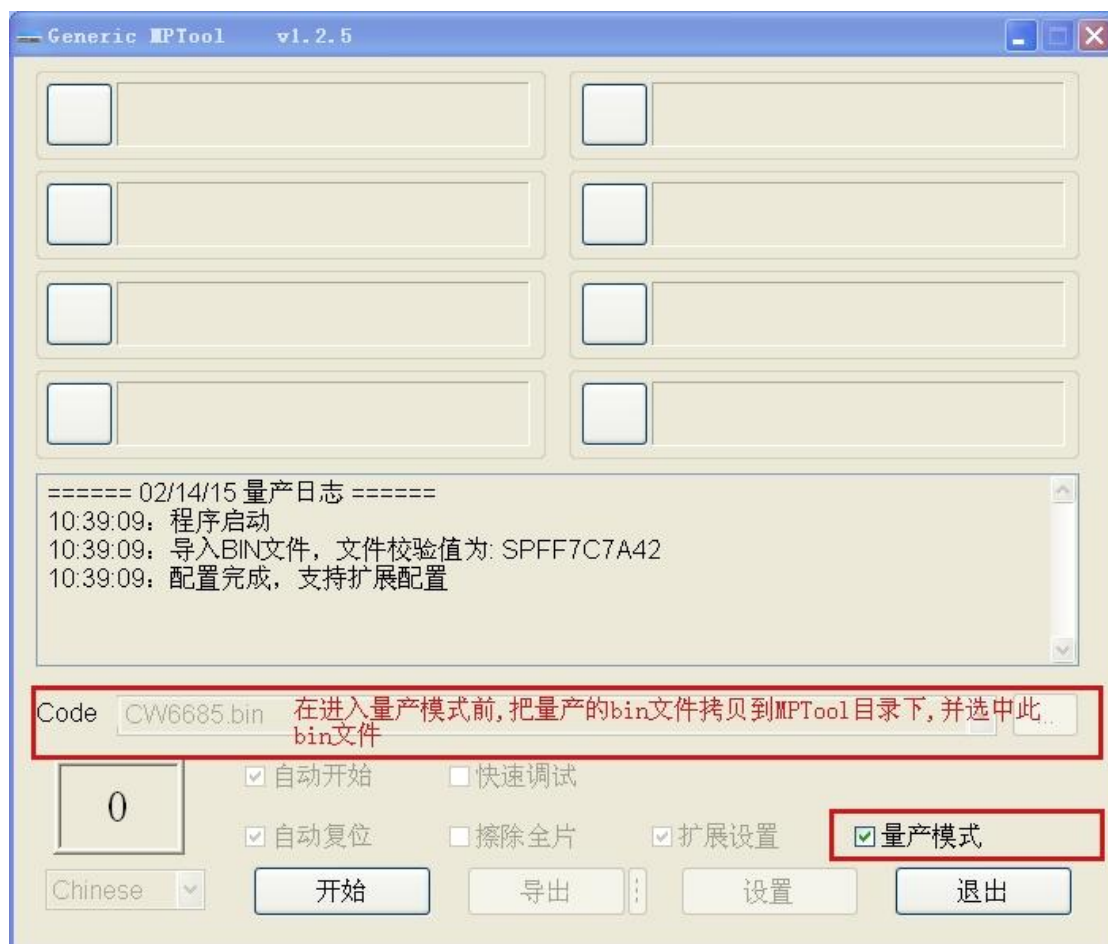 Generic MPTool v1.2.5
====== 02/14/15 量产日志 ======
10:39:09：程序启动
10:39:09：导入BIN文件，文件校验值为: SPFF7C7A42
10:39:09：配置完成，支持扩展配置
Code CW6685.bin 在进入量产模式前,把量产的bin文件拷贝到MPTool目录下,并选中此
bin文件
0
自动开始 快速调试
自动复位 擦除全片 扩展设置 量产模式
Chinese 开始 导出 设置 退出